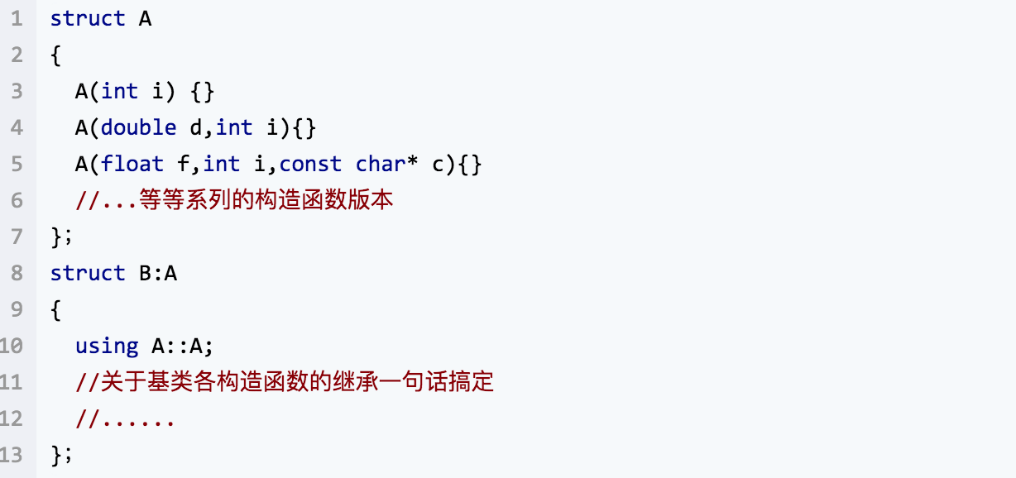 1 struct A
2 {
3 A(int i) {}
4 A(double d,int i){}
5 A(float f,int i,const char* c){}
6 //...等等系列的构造函数版本
7 };
8 struct B:A
9 {
10 using A::A;
11 //关于基类各构造函数的继承一句话搞定
12 //......
13 };